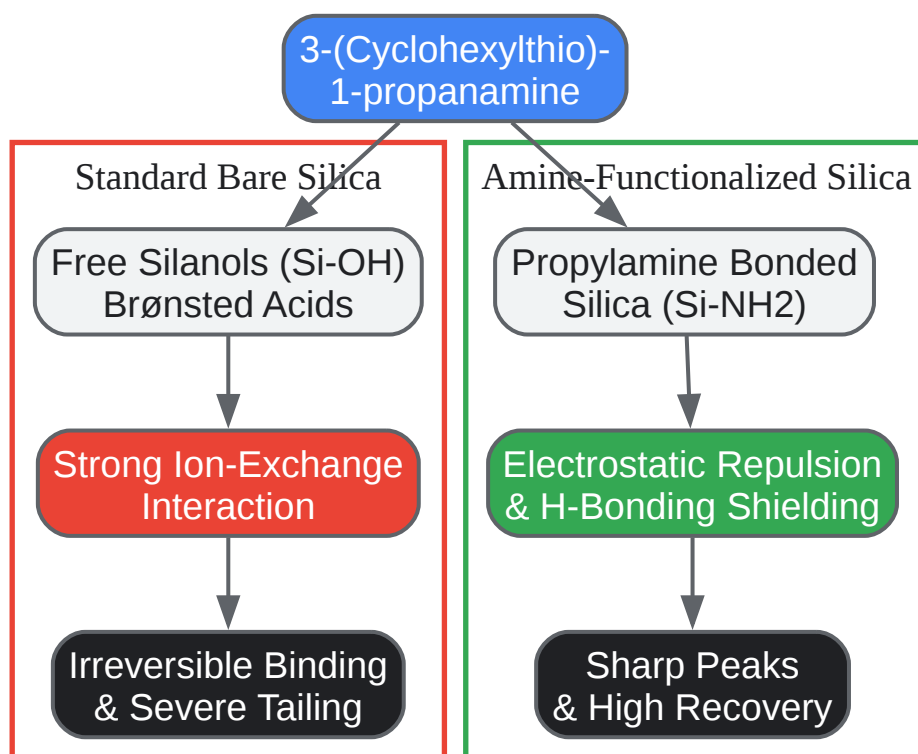 3-(Cyclohexylthio)-
1-propanamine
Standard Bare Silica
Free Silanols (Si-OH)
Brønsted Acids
Strong Ion-Exchange
Interaction
Irreversible Binding
& Severe Tailing
Amine-Functionalized Silica
Propylamine Bonded
Silica (Si-NH2)
Electrostatic Repulsion
& H-Bonding Shielding
Sharp Peaks
& High Recovery